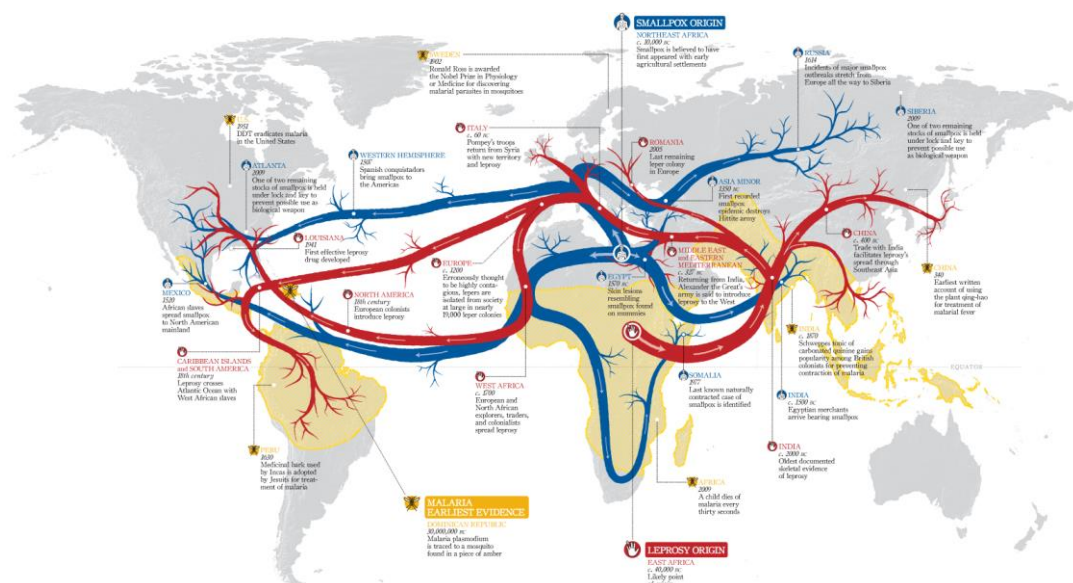 SMALLPOX ORIGIN
NORTHEAST AFRICA
c. 10,000 BC
Smallpox is believed to have
first appeared with early
agricultural settlements
SWEDEN
1902
Ronald Ross is awarded
the Nobel Prize in Physiology
or Medicine for discovering
malarial parasites in mosquitoes
RUSSIA
1614
Incidents of major smallpox
outbreaks stretch from
Europe all the way to Siberia
SIBERIA
2009
One of two remaining
stocks of smallpox is held
under lock and key to
prevent possible use
as biological weapon
U.S.
1951
DDT eradicates malaria
in the United States
ATLANTA
2009
One of two remaining
stocks of smallpox is held
under lock and key to
prevent possible use as
biological weapon
WESTERN HEMISPHERE
1507
Spanish conquistadors
bring smallpox to
the Americas
ITALY
c. 60 BC
Pompey's troops
return from Syria
with new territory
and leprosy
ROMANIA
2005
Last remaining
leper colony
in Europe
ASIA MINOR
1350 BC
First recorded
smallpox
epidemic destroys
Hittite army
LOUISIANA
1941
First effective leprosy
drug developed
EUROPE
c. 1200
Erroneously thought
to be highly conta-
gious, lepers are
isolated from society
at large in nearly
19,000 leper colonies
MIDDLE EAST
and EASTERN
MEDITERRANEAN
c. 327 BC
Returning from India,
Alexander the Great's
army is said to introduce
leprosy to the West
EGYPT
1570 BC
Skin lesions
resembling
smallpox found
on mummies
CHINA
c. 400 BC
Trade with India
facilitates leprosy's
spread through
Southeast Asia
CHINA
340
Earliest written
account of using
the plant qing-hao
for treatment of
malarial fever
MEXICO
1520
African slaves
spread smallpox
to North American
mainland
NORTH AMERICA
18th century
European colonists
introduce leprosy
INDIA
c. 1870
Schweppes tonic of
carbonated quinine gains
popularity among British
colonists for preventing
contraction of malaria
CARIBBEAN ISLANDS
and SOUTH AMERICA
18th century
Leprosy crosses
Atlantic Ocean with
West African slaves
WEST AFRICA
c. 1700
European and
North African
explorers, traders,
and colonialists
spread leprosy
SOMALIA
1977
Last known naturally
contracted case of
smallpox is identified
EQUATOR
INDIA
c. 1500 BC
Egyptian merchants
arrive bearing smallpox
INDIA
c. 2000 BC
Oldest documented
skeletal evidence
of leprosy
PERU
1630
Medicinal bark used
by Incas is adopted
by Jesuits for treat-
ment of malaria
AFRICA
2009
A child dies of
malaria every
thirty seconds
MALARIA
EARLIEST EVIDENCE
DOMINICAN REPUBLIC
30,000,000 BC
Malaria plasmodium
is traced to a mosquito
found in a piece of amber
LEPROSY ORIGIN
EAST AFRICA
c. 40,000 BC
Likely point